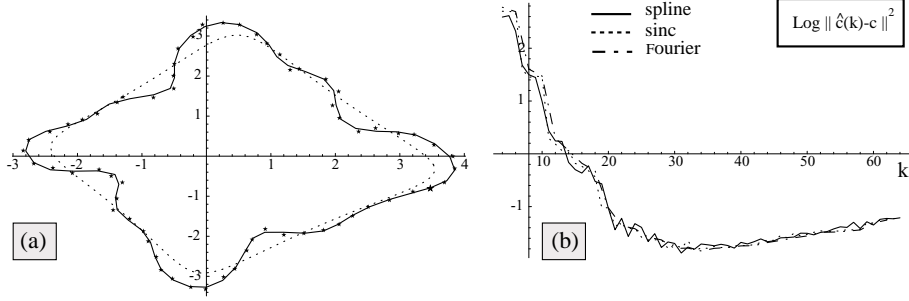 3
2
1
-3 -2 -1 1 2 3 4
-1
-2
-3
(a)
spline
sinc
Fourier
Log || ĉ(k)-c ||²
2
1
10 20 30 40 50 60
k
-1
(b)